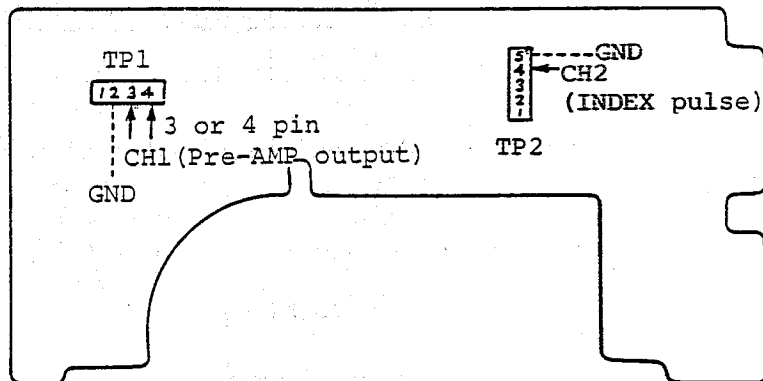 TP1
1 2 3 4
3 or 4 pin
CH1(Pre-AMP output)
GND
5
4
3
2
1
GND
CH2
(INDEX pulse)
TP2